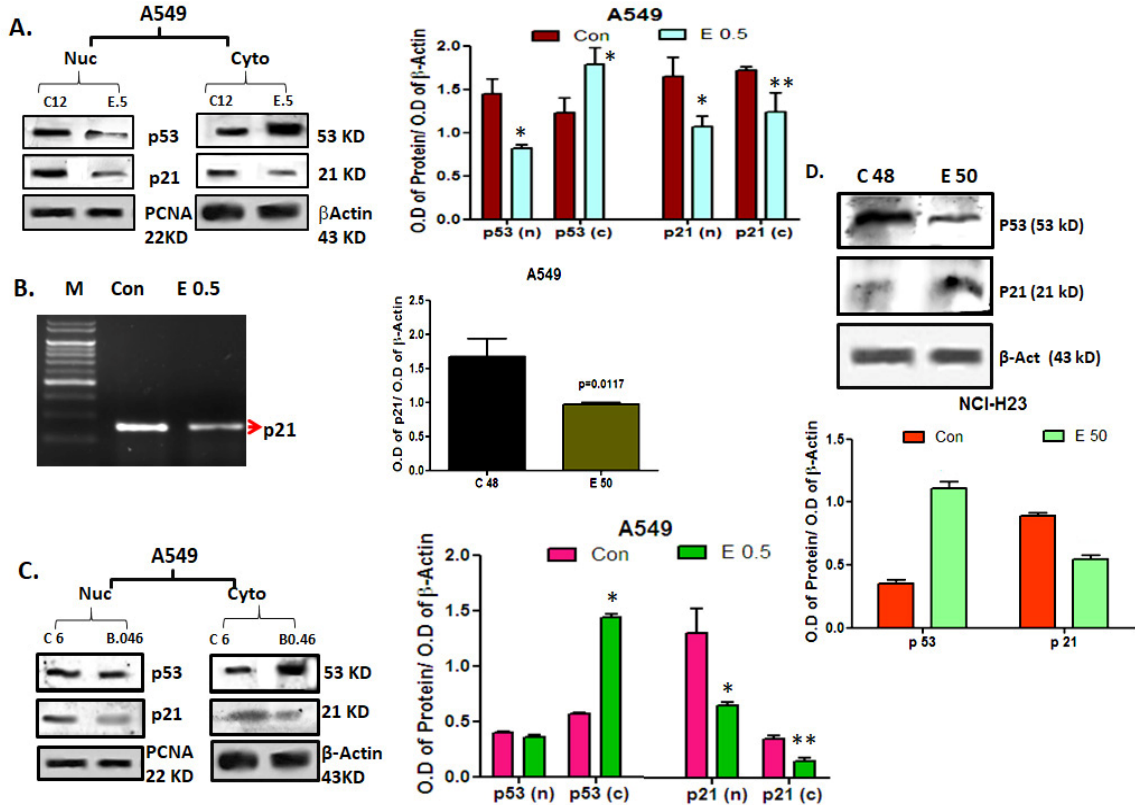 A.
A549
Nuc Cyto
C12 E.5 C12 E.5
p53 53 KD
p21 21 KD
PCNA βActin
22KD 43 KD
A549
Con E 0.5
O.D of Protein/ O.D of β-Actin
2.0
1.5
1.0
0.5
0.0
* * * **
p53 (n) p53 (c) p21 (n) p21 (c)
B.
M Con E 0.5
p21
A549
O.D of p21/ O.D of β-Actin
2.5
2.0
1.5
1.0
0.5
0.0
p=0.0117
C 48 E 50
C.
A549
Nuc Cyto
C 6 B.046 C 6 B0.46
p53 53 KD
p21 21 KD
PCNA β-Actin
22 KD 43KD
A549
Con E 0.5
O.D of Protein/ O.D of β-Actin
2.0
1.5
1.0
0.5
0.0
* * **
p53 (n) p53 (c) p21 (n) p21 (c)
D.
C 48 E 50
P53 (53 kD)
P21 (21 kD)
β-Act (43 kD)
NCI-H23
Con E 50
O.D of Protein/ O.D of β-Actin
1.5
1.0
0.5
0.0
p 53 p 21